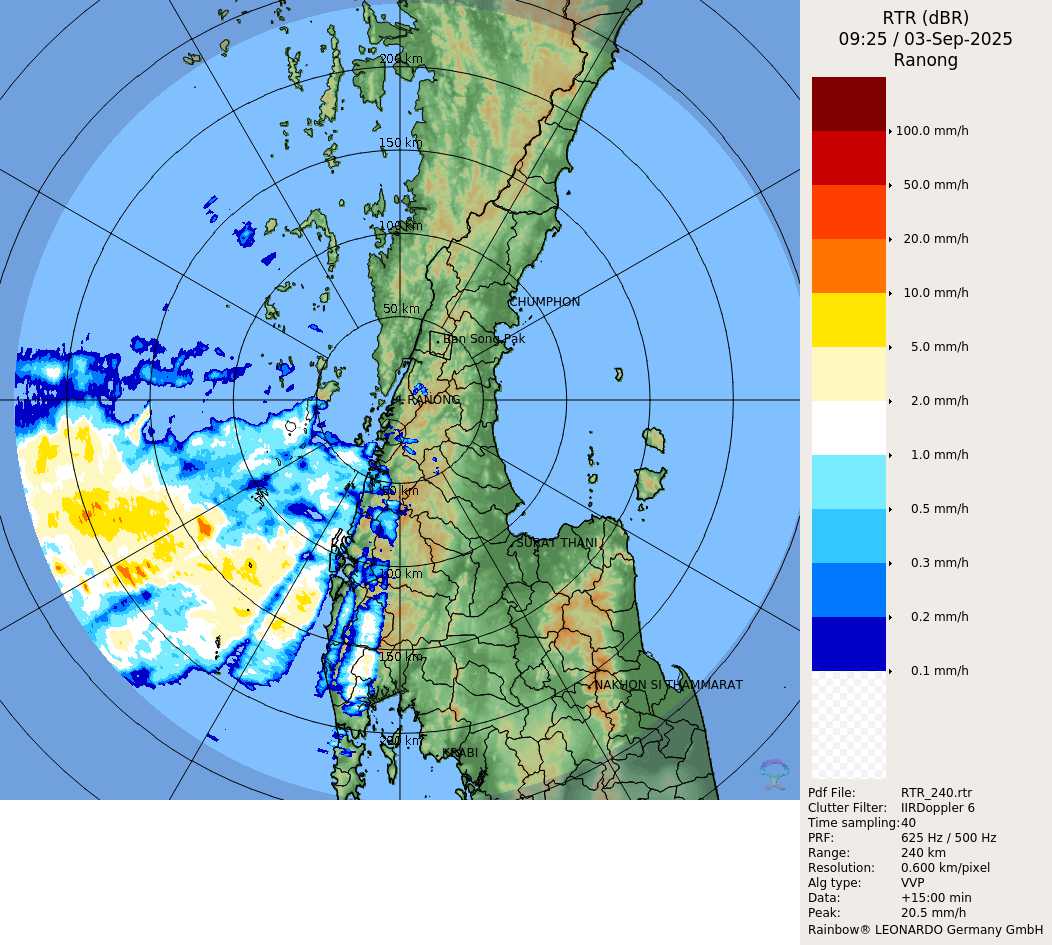 RTR (dBR)
09:25 / 03-Sep-2025
Ranong
200 km
150 km
100 km
50 km
CHUMPHON
Ban Song Pak
RANONG
50 km
SURAT THANI
100 km
150 km
NAKHON SI THAMMARAT
200 km
KRABI
100.0 mm/h
50.0 mm/h
20.0 mm/h
10.0 mm/h
5.0 mm/h
2.0 mm/h
1.0 mm/h
0.5 mm/h
0.3 mm/h
0.2 mm/h
0.1 mm/h
Pdf File: RTR_240.rtr
Clutter Filter: IIRDoppler 6
Time sampling:40
PRF: 625 Hz / 500 Hz
Range: 240 km
Resolution: 0.600 km/pixel
Alg type: VVP
Data: +15:00 min
Peak: 20.5 mm/h
Rainbow® LEONARDO Germany GmbH